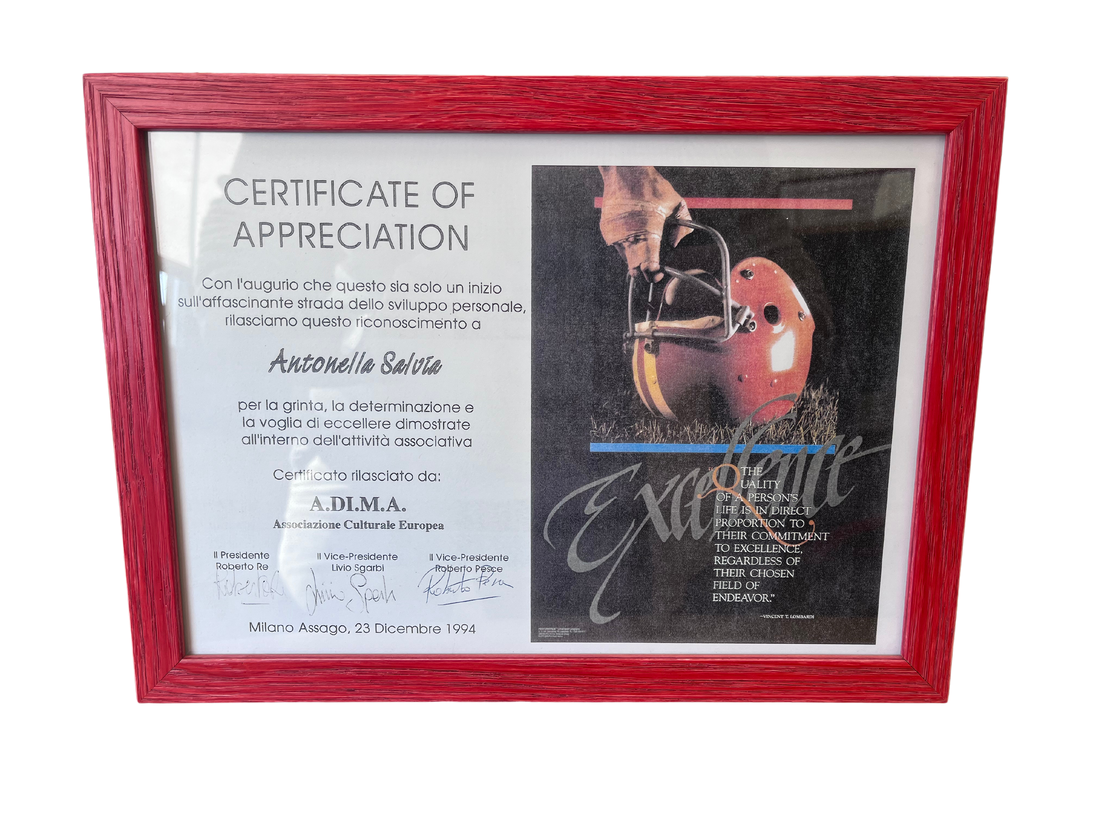 CERTIFICATE OF
APPRECIATION
Con l'augurio che questo sia solo un inizio
sull'affascinante strada dello sviluppo personale,
rilasciamo questo riconoscimento a
Antonella Salvia
per la grinta, la determinazione e
la voglia di eccellere dimostrate
all'interno dell'attività associativa
Certificato rilasciato da:
A.DI.M.A.
Associazione Culturale Europea
Il Presidente
Roberto Re
Il Vice-Presidente
Livio Sgarbi
Il Vice-Presidente
Roberto Pesce
Milano Assago, 23 Dicembre 1994
Excellence
"THE
QUALITY
OF A PERSON'S
LIFE IS IN DIRECT
PROPORTION TO
THEIR COMMITMENT
TO EXCELLENCE,
REGARDLESS OF
THEIR CHOSEN
FIELD OF
ENDEAVOR."
—VINCENT T. LOMBARDI